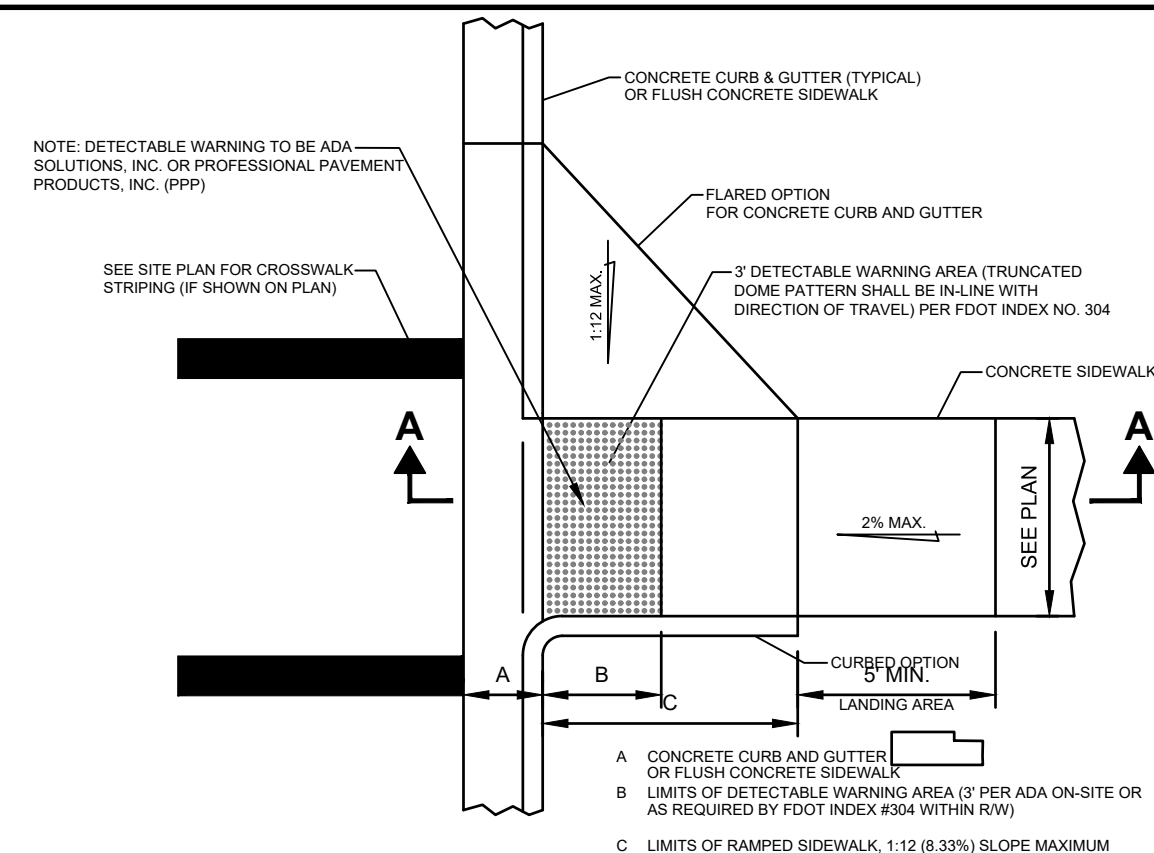 CONCRETE CURB & GUTTER (TYPICAL)
OR FLUSH CONCRETE SIDEWALK
NOTE: DETECTABLE WARNING TO BE ADA
SOLUTIONS, INC. OR PROFESSIONAL PAVEMENT
PRODUCTS, INC. (PPP)
FLARED OPTION
FOR CONCRETE CURB AND GUTTER
SEE SITE PLAN FOR CROSSWALK
STRIPING (IF SHOWN ON PLAN)
1:12 MAX.
3' DETECTABLE WARNING AREA (TRUNCATED
DOME PATTERN SHALL BE IN-LINE WITH
DIRECTION OF TRAVEL) PER FDOT INDEX NO. 304
CONCRETE SIDEWALK
A
A
2% MAX.
SEE PLAN
CURBED OPTION
A
B
5' MIN.
C
LANDING AREA
A CONCRETE CURB AND GUTTER
OR FLUSH CONCRETE SIDEWALK
B LIMITS OF DETECTABLE WARNING AREA (3' PER ADA ON-SITE OR
AS REQUIRED BY FDOT INDEX #304 WITHIN R/W)
C LIMITS OF RAMPED SIDEWALK, 1:12 (8.33%) SLOPE MAXIMUM